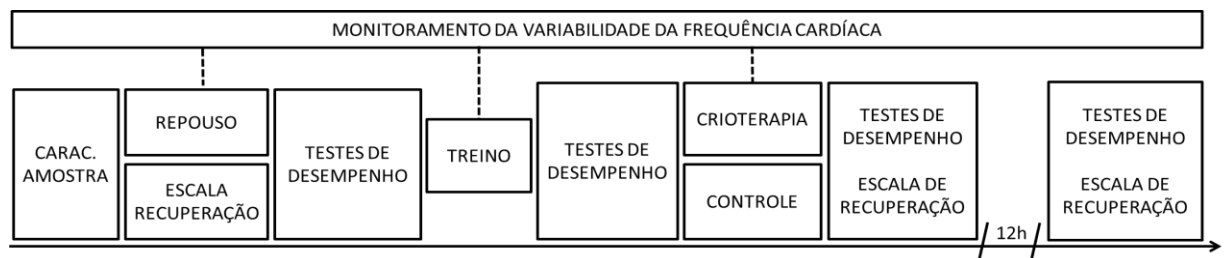 MONITORAMENTO DA VARIABILIDADE DA FREQUÊNCIA CARDÍACA
CARAC.
AMOSTRA
REPOUSO
ESCALA
RECUPERAÇÃO
TESTES DE
DESEMPENHO
TREINO
TESTES DE
DESEMPENHO
CRIOTERAPIA
CONTROLE
TESTES DE
DESEMPENHO
ESCALA DE
RECUPERAÇÃO
12h
TESTES DE
DESEMPENHO
ESCALA DE
RECUPERAÇÃO